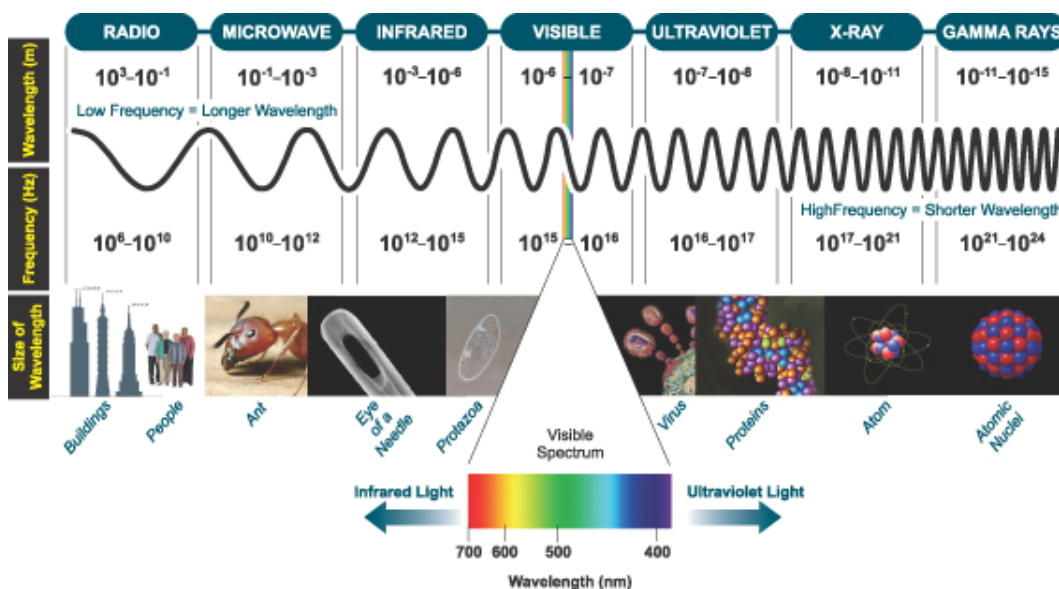 RADIO MICROWAVE INFRARED VISIBLE ULTRAVIOLET X-RAY GAMMA RAYS
Wavelength (m)
10³–10⁻¹ 10⁻¹–10⁻³ 10⁻³–10⁻⁶ 10⁻⁶ – 10⁻⁷ 10⁻⁷–10⁻⁸ 10⁻⁸–10⁻¹¹ 10⁻¹¹–10⁻¹⁵
Low Frequency = Longer Wavelength
Frequency (Hz)
HighFrequency = Shorter Wavelength
10⁶–10¹⁰ 10¹⁰–10¹² 10¹²–10¹⁵ 10¹⁵ – 10¹⁶ 10¹⁶–10¹⁷ 10¹⁷–10²¹ 10²¹–10²⁴
Size of
Wavelength
Buildings
People
Ant
Eye
of a
Needle
Protazoa
Virus
Proteins
Atom
Atomic
Nuclei
Visible
Spectrum
Infrared Light
Ultraviolet Light
700 600 500 400
Wavelength (nm)